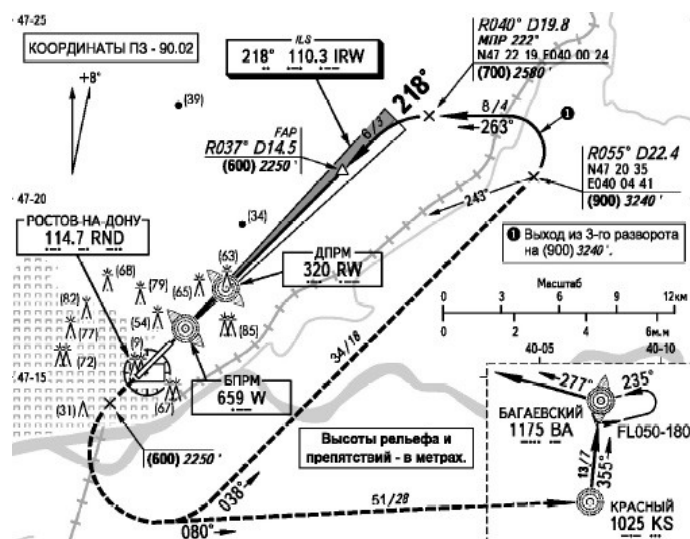 47-25
КООРДИНАТЫ ПЗ - 90.02
+8°
(39)
ILS
218° 110.3 IRW
218°
R040° D19.8
МПР 222°
N47 22 19 E040 00 24
(700) 2580'
8/4
263°
❶
FAP
R037° D14.5
(600) 2250'
6/3
R055° D22.4
N47 20 35
E040 04 41
(900) 3240'
243°
47-20
(34)
❶ Выход из 3-го разворота
на (900) 3240'.
РОСТОВ-НА-ДОНУ
114.7 RND
(63)
ДПРМ
320 RW
(68)
(79)
(65)
(82)
(54)
(85)
(77)
(9)
(72)
Масштаб
0 4 8 12км
0 2 4 6м.м
40-05
40-10
34/18
47-15
БПРМ
659 W
(67)
(31)
(600) 2250'
Высоты рельефа и
препятствий - в метрах.
277°
235°
БАГАЕВСКИЙ
1175 BA
FL050-180
13/7
355°
038°
51/28
080°
КРАСНЫЙ
1025 KS